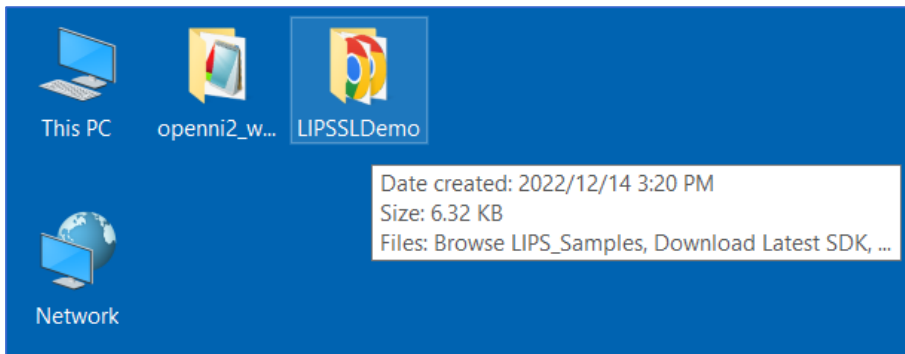 This PC
openni2_w...
LIPSSLDemo
Date created: 2022/12/14 3:20 PM
Size: 6.32 KB
Files: Browse LIPS_Samples, Download Latest SDK, ...
Network